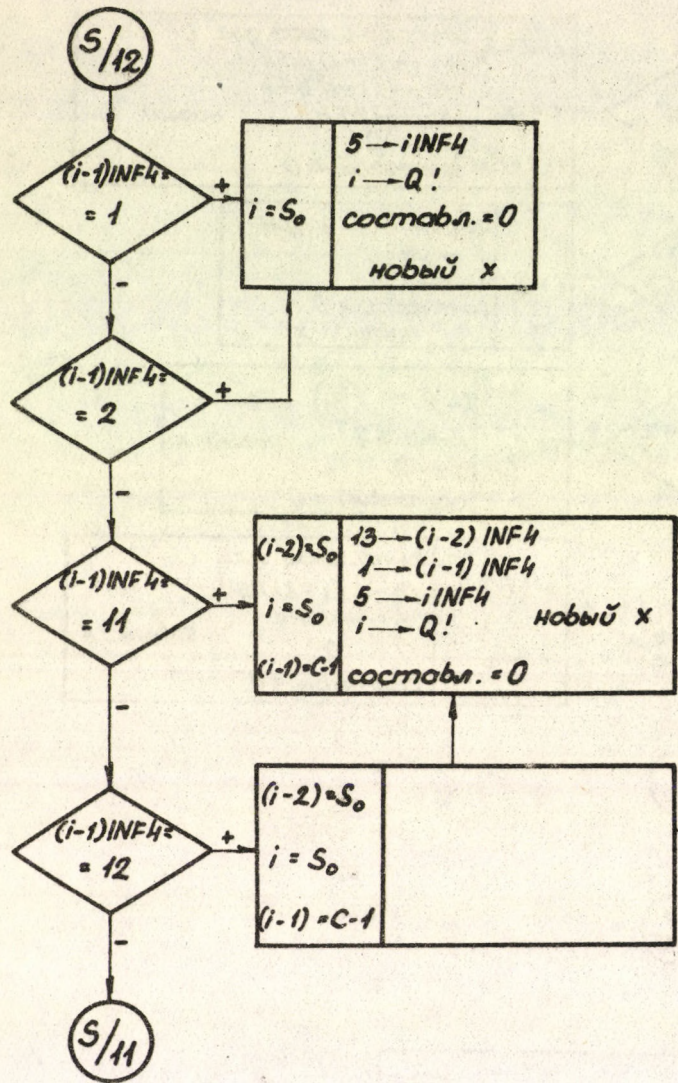 S/12
(i-1)INF4=
= 1
+
-
i = S₀
5→iINF4
i→Q!
составл. = 0
новый x
(i-1)INF4=
= 2
+
-
(i-1)INF4=
= 11
+
-
(i-2)=S₀
i = S₀
(i-1)=C-1
13→(i-2) INF4
1→(i-1) INF4
5→iINF4
i→Q!
новый x
составл. = 0
(i-1)INF4=
= 12
+
-
(i-2)=S₀
i = S₀
(i-1)=C-1
S/11